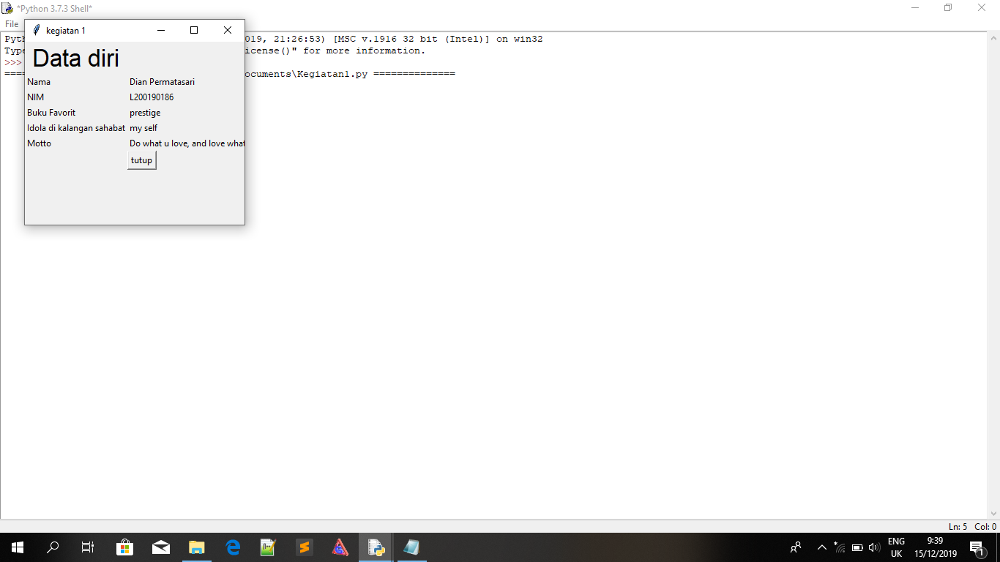 *Python 3.7.3 Shell*
File
kegiatan 1
Pyth
019, 21:26:53) [MSC v.1916 32 bit (Intel)] on win32
Type
icense()" for more information.
>>>
====
ocuments\Kegiatan1.py ==============
Data diri
Nama Dian Permatasari
NIM L200190186
Buku Favorit prestige
Idola di kalangan sahabat my self
Motto Do what u love, and love what
tutup
Ln: 5 Col: 0
ENG
UK
9:39
15/12/2019
1